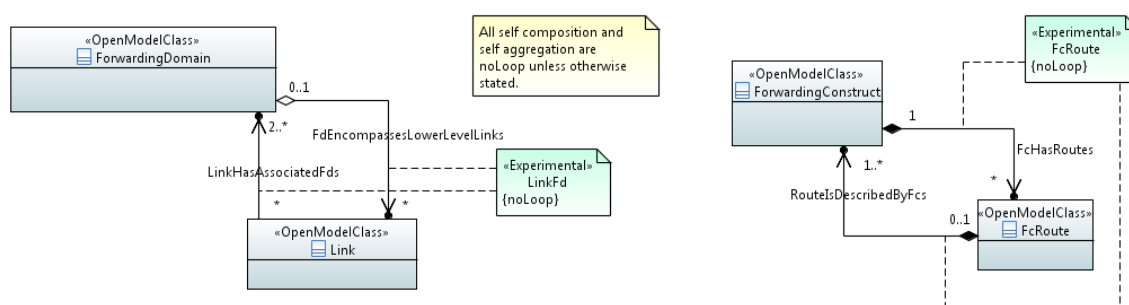 «OpenModelClass»
ForwardingDomain
0..1
2..*
FdEncompassesLowerLevelLinks
LinkHasAssociatedFds
*
*
«OpenModelClass»
Link
All self composition and
self aggregation are
noLoop unless otherwise
stated.
«Experimental»
LinkFd
{noLoop}
«OpenModelClass»
ForwardingConstruct
1
1..*
«Experimental»
FcRoute
{noLoop}
FcHasRoutes
RouteIsDescribedByFcs
*
0..1
«OpenModelClass»
FcRoute